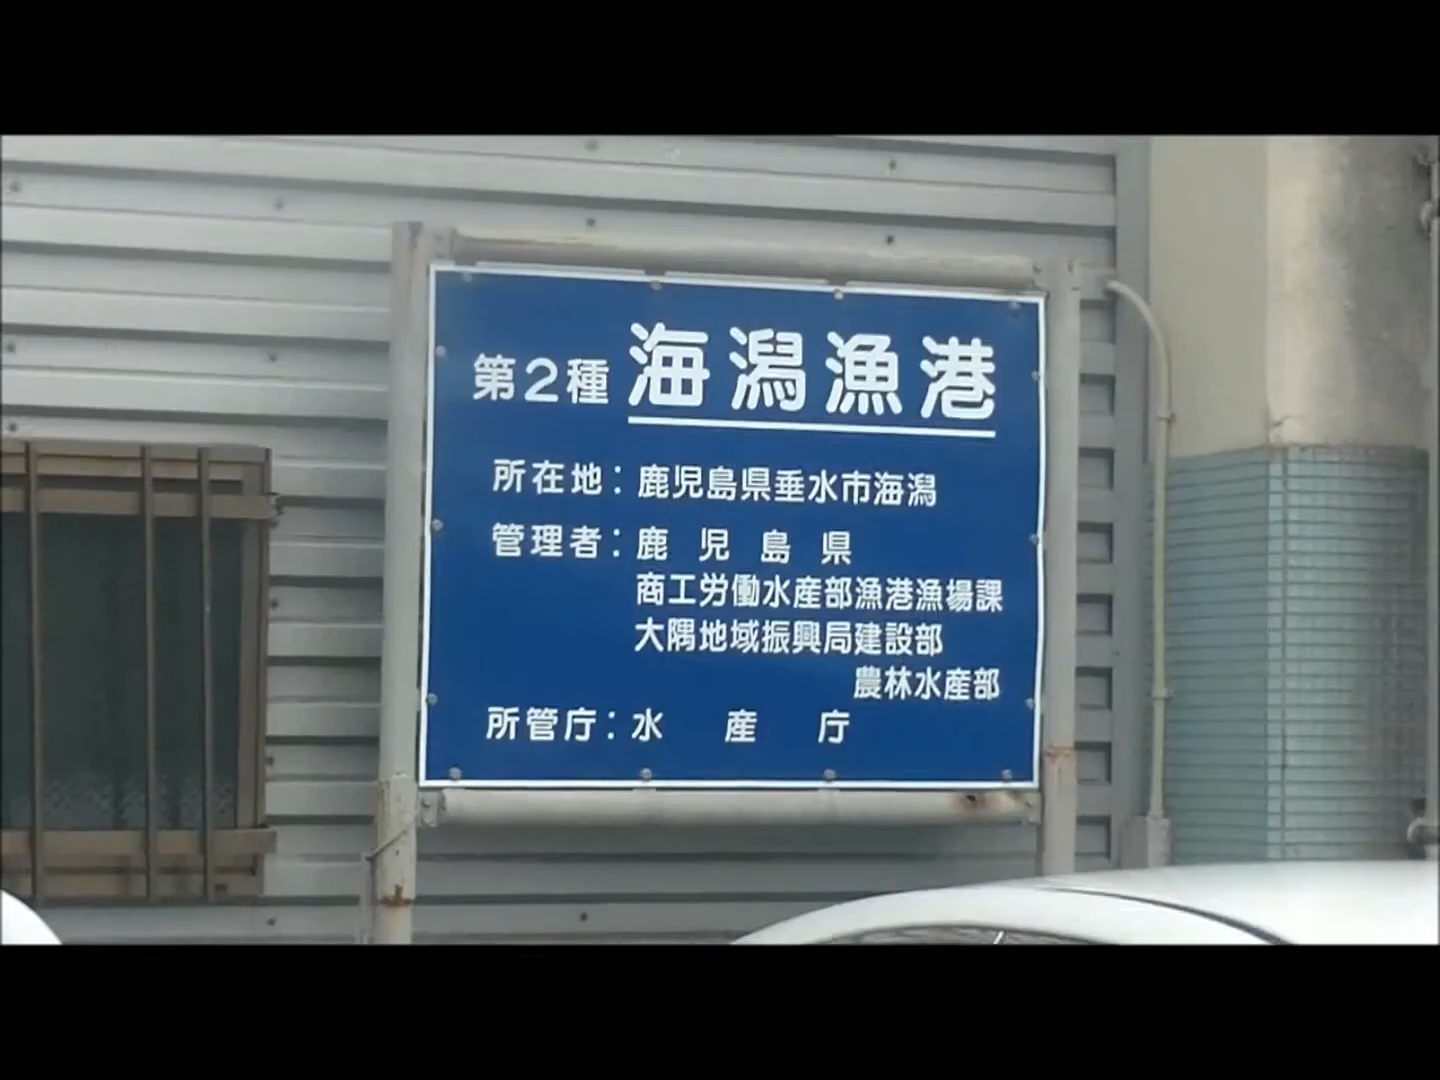 第2種 海潟漁港
所在地：鹿児島県垂水市海潟
管理者：鹿児島県
商工労働水産部漁港漁場課
大隅地域振興局建設部
農林水産部
所管庁：水産庁